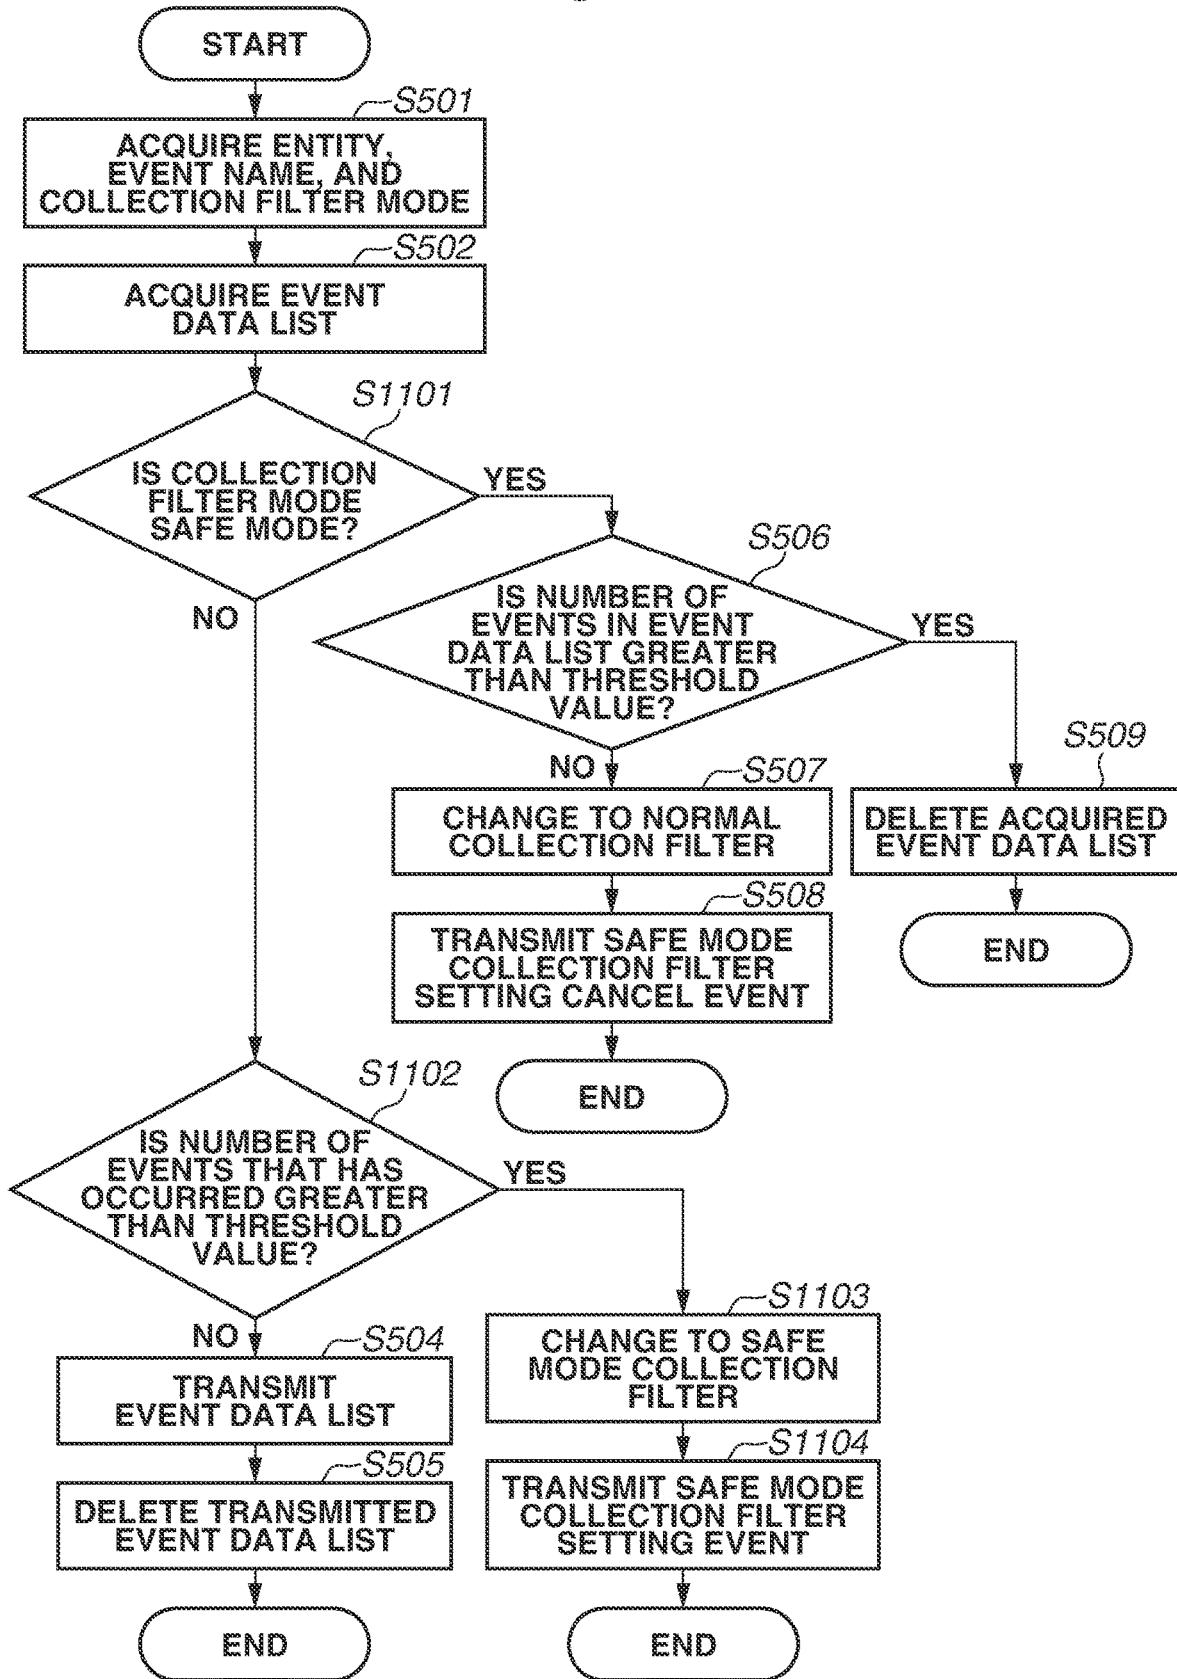 START
S501
ACQUIRE ENTITY,
EVENT NAME, AND
COLLECTION FILTER MODE
S502
ACQUIRE EVENT
DATA LIST
S1101
IS COLLECTION
FILTER MODE
SAFE MODE?
YES
NO
S506
IS NUMBER OF
EVENTS IN EVENT
DATA LIST GREATER
THAN THRESHOLD
VALUE?
YES
NO
S507
CHANGE TO NORMAL
COLLECTION FILTER
S509
DELETE ACQUIRED
EVENT DATA LIST
S508
TRANSMIT SAFE MODE
COLLECTION FILTER
SETTING CANCEL EVENT
END
END
S1102
IS NUMBER OF
EVENTS THAT HAS
OCCURRED GREATER
THAN THRESHOLD
VALUE?
YES
NO
S504
TRANSMIT
EVENT DATA LIST
S1103
CHANGE TO SAFE
MODE COLLECTION
FILTER
S505
DELETE TRANSMITTED
EVENT DATA LIST
S1104
TRANSMIT SAFE MODE
COLLECTION FILTER
SETTING EVENT
END
END